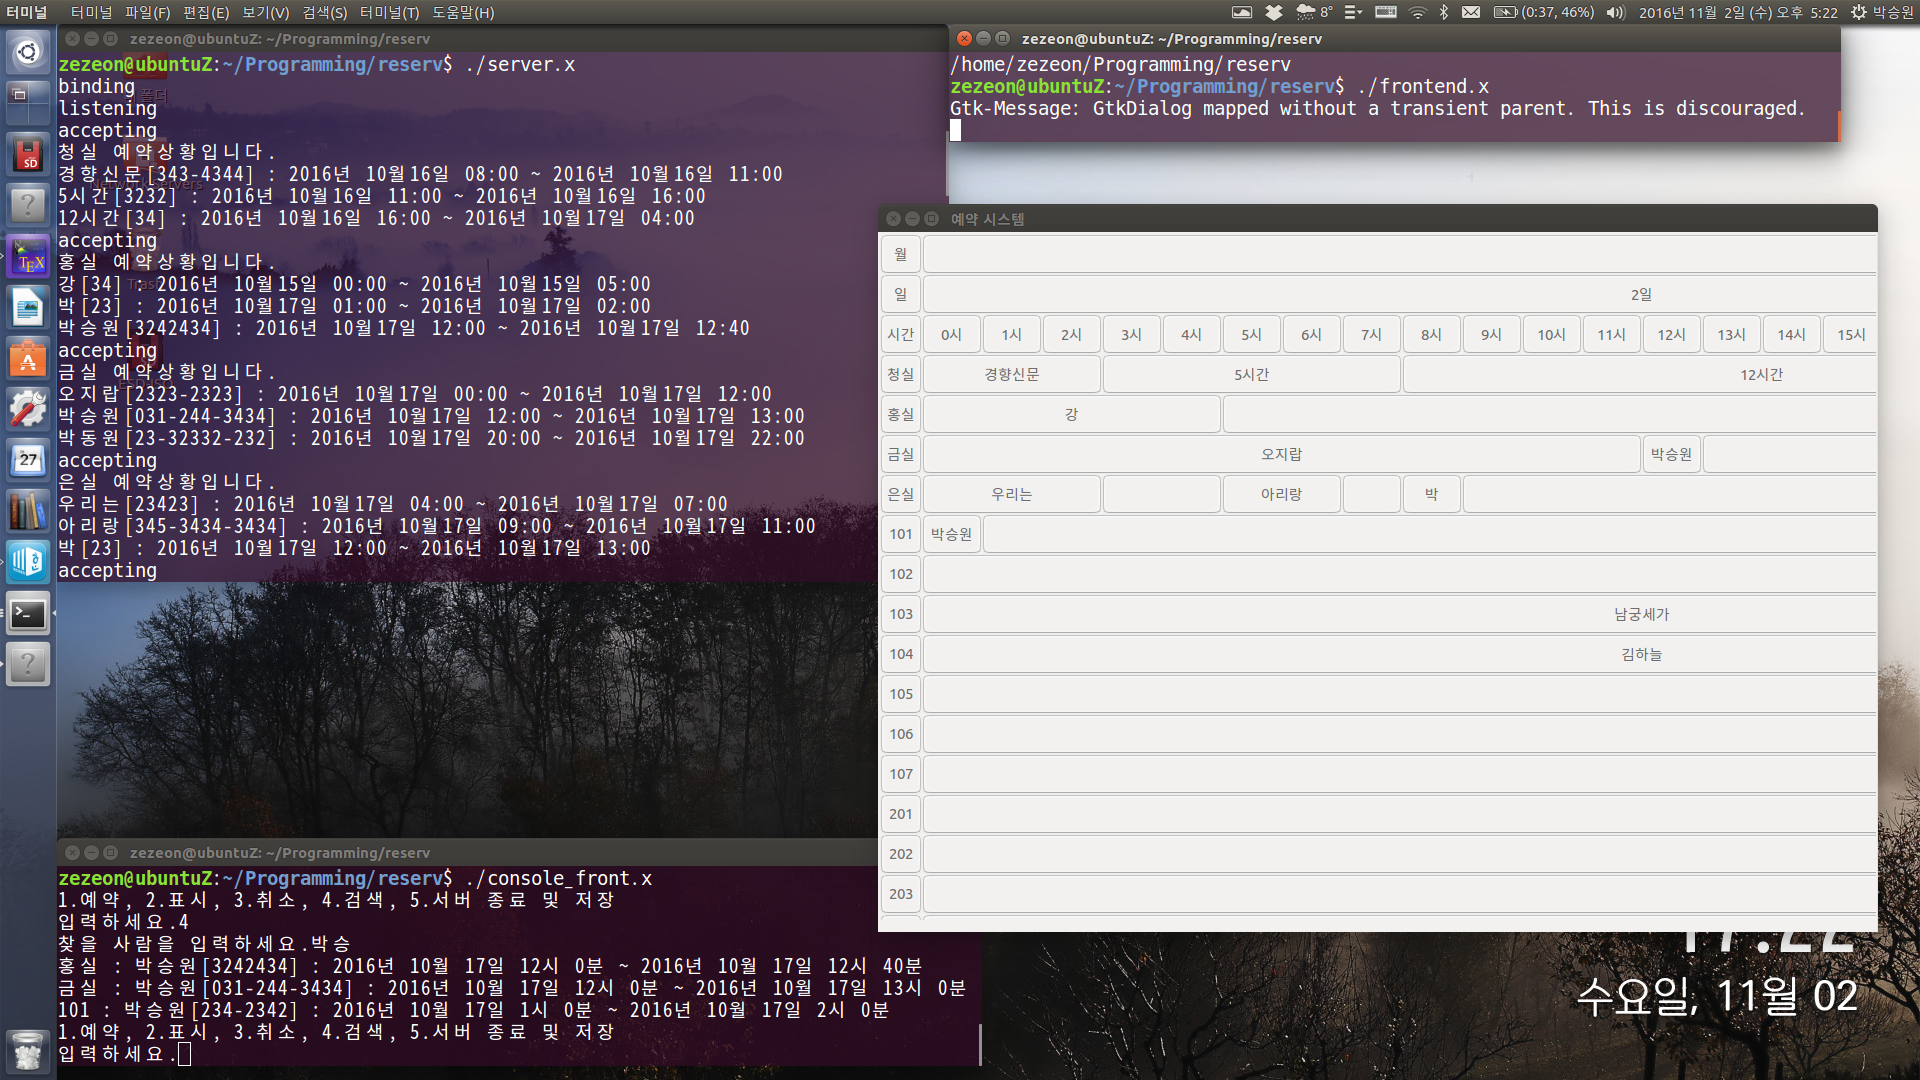 터미널 터미널 파일(F) 편집(E) 보기(V) 검색(S) 터미널(T) 도움말(H) 8° (0:37, 46%) 2016년 11월 2일 (수) 오후 5:22 박승원
zezeon@ubuntuZ: ~/Programming/reserv
zezeon@ubuntuZ:~/Programming/reserv$ ./server.x
binding
listening
accepting
청실 예약상황입니다.
경향신문[343-4344] : 2016년 10월16일 08:00 ~ 2016년 10월16일 11:00
5시간[3232] : 2016년 10월16일 11:00 ~ 2016년 10월16일 16:00
12시간[34] : 2016년 10월16일 16:00 ~ 2016년 10월17일 04:00
accepting
홍실 예약상황입니다.
강[34] : 2016년 10월15일 00:00 ~ 2016년 10월15일 05:00
박[23] : 2016년 10월17일 01:00 ~ 2016년 10월17일 02:00
박승원[3242434] : 2016년 10월17일 12:00 ~ 2016년 10월17일 12:40
accepting
금실 예약상황입니다.
오지랍[2323-2323] : 2016년 10월17일 00:00 ~ 2016년 10월17일 12:00
박승원[031-244-3434] : 2016년 10월17일 12:00 ~ 2016년 10월17일 13:00
박동원[23-32332-232] : 2016년 10월17일 20:00 ~ 2016년 10월17일 22:00
accepting
은실 예약상황입니다.
우리는[23423] : 2016년 10월17일 04:00 ~ 2016년 10월17일 07:00
아리랑[345-3434-3434] : 2016년 10월17일 09:00 ~ 2016년 10월17일 11:00
박[23] : 2016년 10월17일 12:00 ~ 2016년 10월17일 13:00
accepting
zezeon@ubuntuZ: ~/Programming/reserv
/home/zezeon/Programming/reserv
zezeon@ubuntuZ:~/Programming/reserv$ ./frontend.x
Gtk-Message: GtkDialog mapped without a transient parent. This is discouraged.
예약 시스템
월
일 2일
시간 0시 1시 2시 3시 4시 5시 6시 7시 8시 9시 10시 11시 12시 13시 14시 15시
청실 경향신문 5시간 12시간
홍실 강
금실 오지랍 박승원
은실 우리는 아리랑 박
101 박승원
102
103 남궁세가
104 김하늘
105
106
107
201
202
203
zezeon@ubuntuZ: ~/Programming/reserv
zezeon@ubuntuZ:~/Programming/reserv$ ./console_front.x
1.예약, 2.표시, 3.취소, 4.검색, 5.서버 종료 및 저장
입력하세요.4
찾을 사람을 입력하세요.박승
홍실 : 박승원[3242434] : 2016년 10월 17일 12시 0분 ~ 2016년 10월 17일 12시 40분
금실 : 박승원[031-244-3434] : 2016년 10월 17일 12시 0분 ~ 2016년 10월 17일 13시 0분
101 : 박승원[234-2342] : 2016년 10월 17일 1시 0분 ~ 2016년 10월 17일 2시 0분
1.예약, 2.표시, 3.취소, 4.검색, 5.서버 종료 및 저장
입력하세요.
SD
TEX
27
수요일, 11월 02